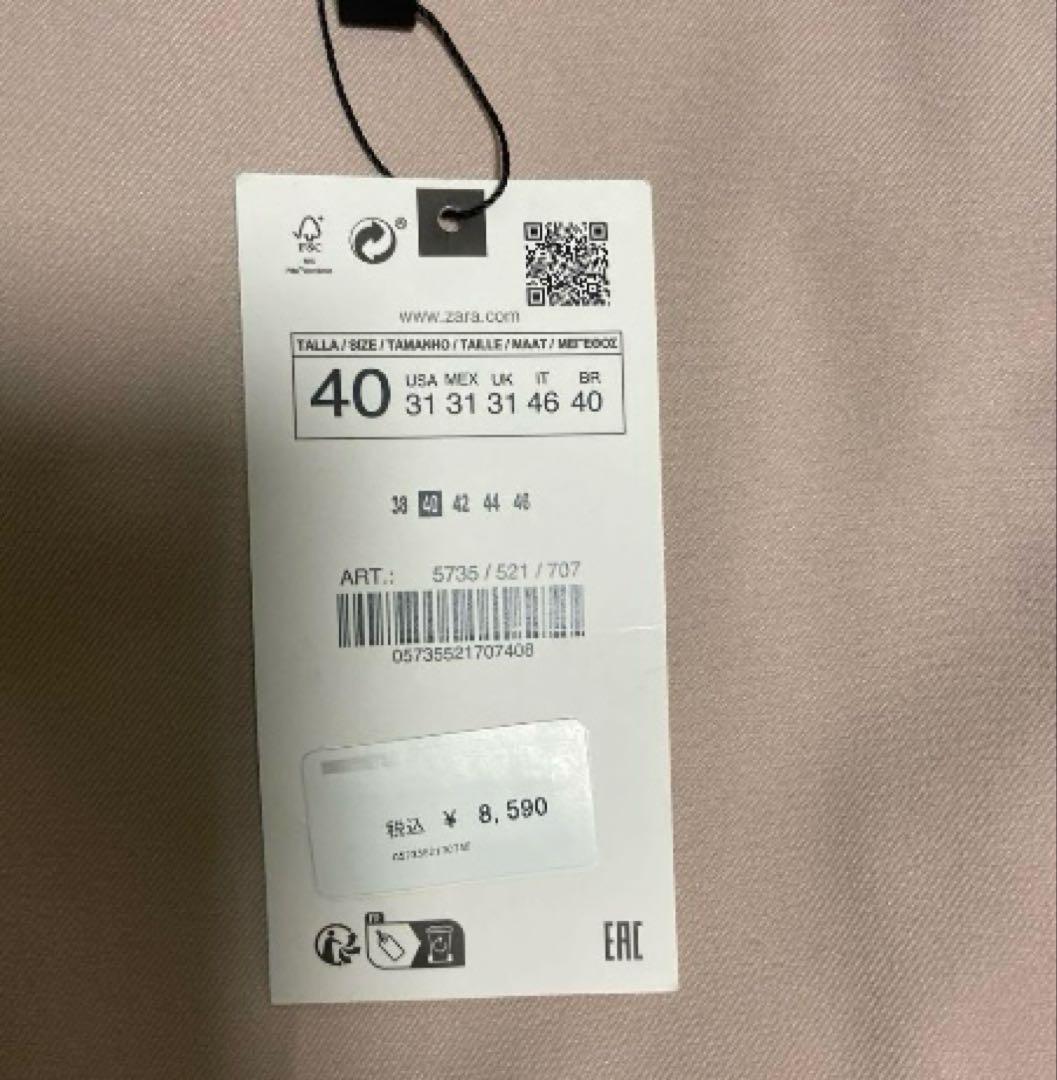 FSC
www.zara.com
TALLA / SIZE / TAMANHO / TAILLE / MAAT / ΜΕΓΕΘΟΣ
40
USA MEX UK IT BR
31 31 31 46 40
38 40 42 44 46
ART.: 5735 / 521 / 707
05735521707408
税込 ¥ 8,590
FR
EAC